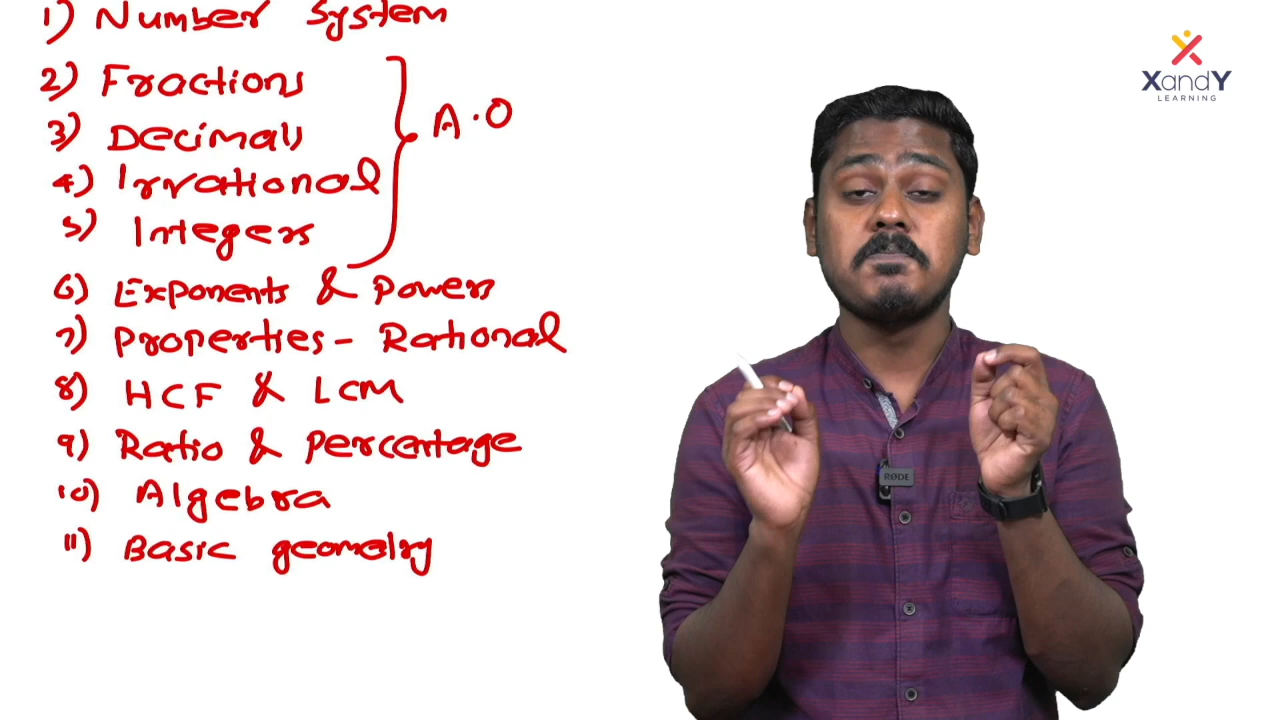 1) Number System
2) Fractions
3) Decimals
A.O
4) Irrational
5) Integers
6) Exponents & Powers
7) Properties - Rational
8) HCF & LCM
9) Ratio & Percentage
10) Algebra
11) Basic geometry
XandY
LEARNING
RØDE